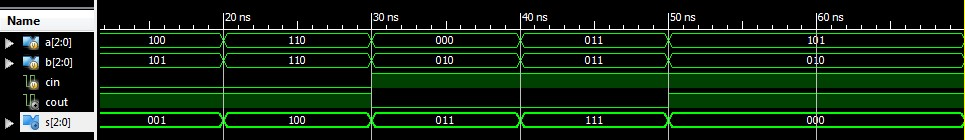 Name
20 ns 30 ns 40 ns 50 ns 60 ns
a[2:0] 100 110 000 011 101
b[2:0] 101 110 010 011 010
cin
cout
s[2:0] 001 100 011 111 000